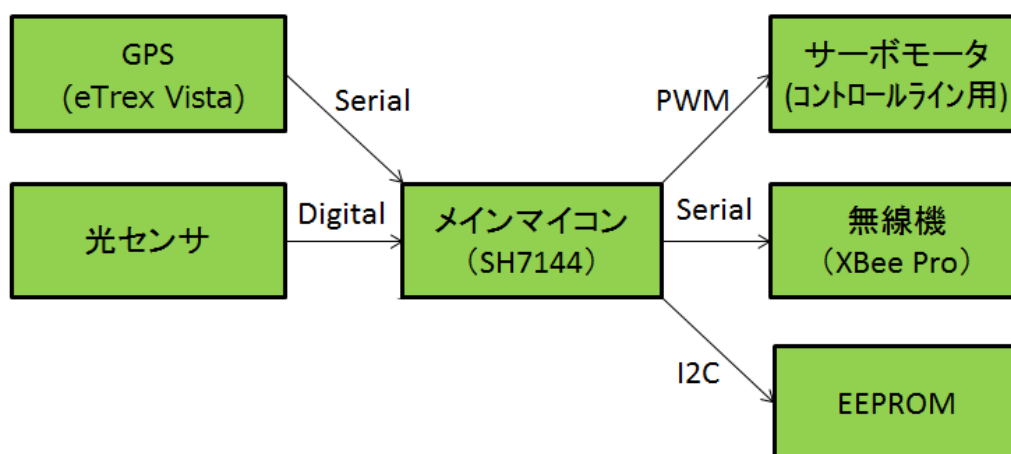 GPS
(eTrex Vista)
Serial
PWM
サーボモータ
(コントロールライン用)
光センサ
Digital
メインマイコン
（SH7144）
Serial
無線機
（XBee Pro）
I2C
EEPROM